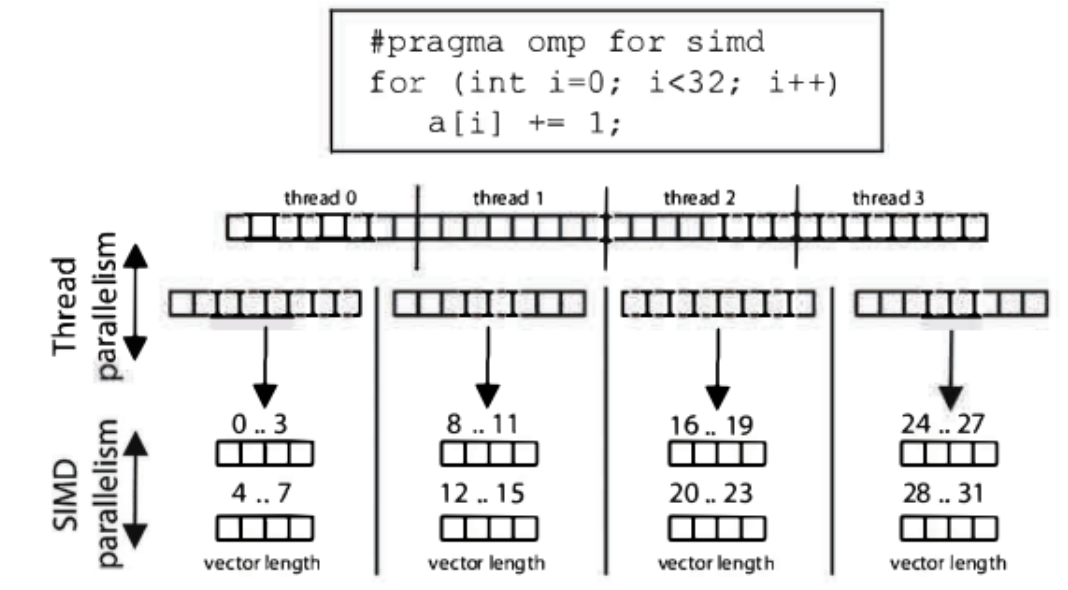 #pragma omp for simd
for (int i=0; i<32; i++)
a[i] += 1;
thread 0 thread 1 thread 2 thread 3
Thread
parallelism
0 .. 3 8 .. 11 16 .. 19 24 .. 27
SIMD
parallelism
4 .. 7 12 .. 15 20 .. 23 28 .. 31
vector length vector length vector length vector length